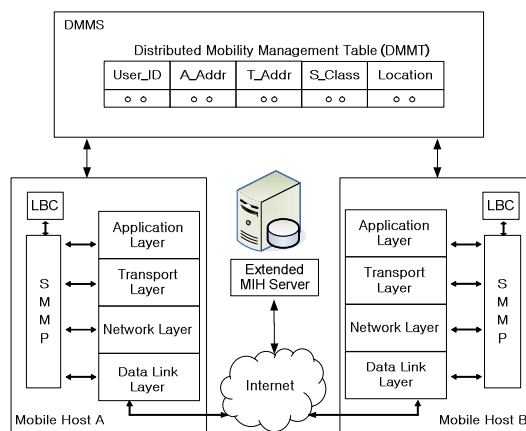 DMMS
Distributed Mobility Management Table (DMMT)
User_ID A_Addr T_Addr S_Class Location
LBC
SMMP
Application
Layer
Transport
Layer
Network Layer
Data Link
Layer
Mobile Host A
Extended
MIH Server
Internet
LBC
Application
Layer
Transport
Layer
Network Layer
Data Link
Layer
SMMP
Mobile Host B